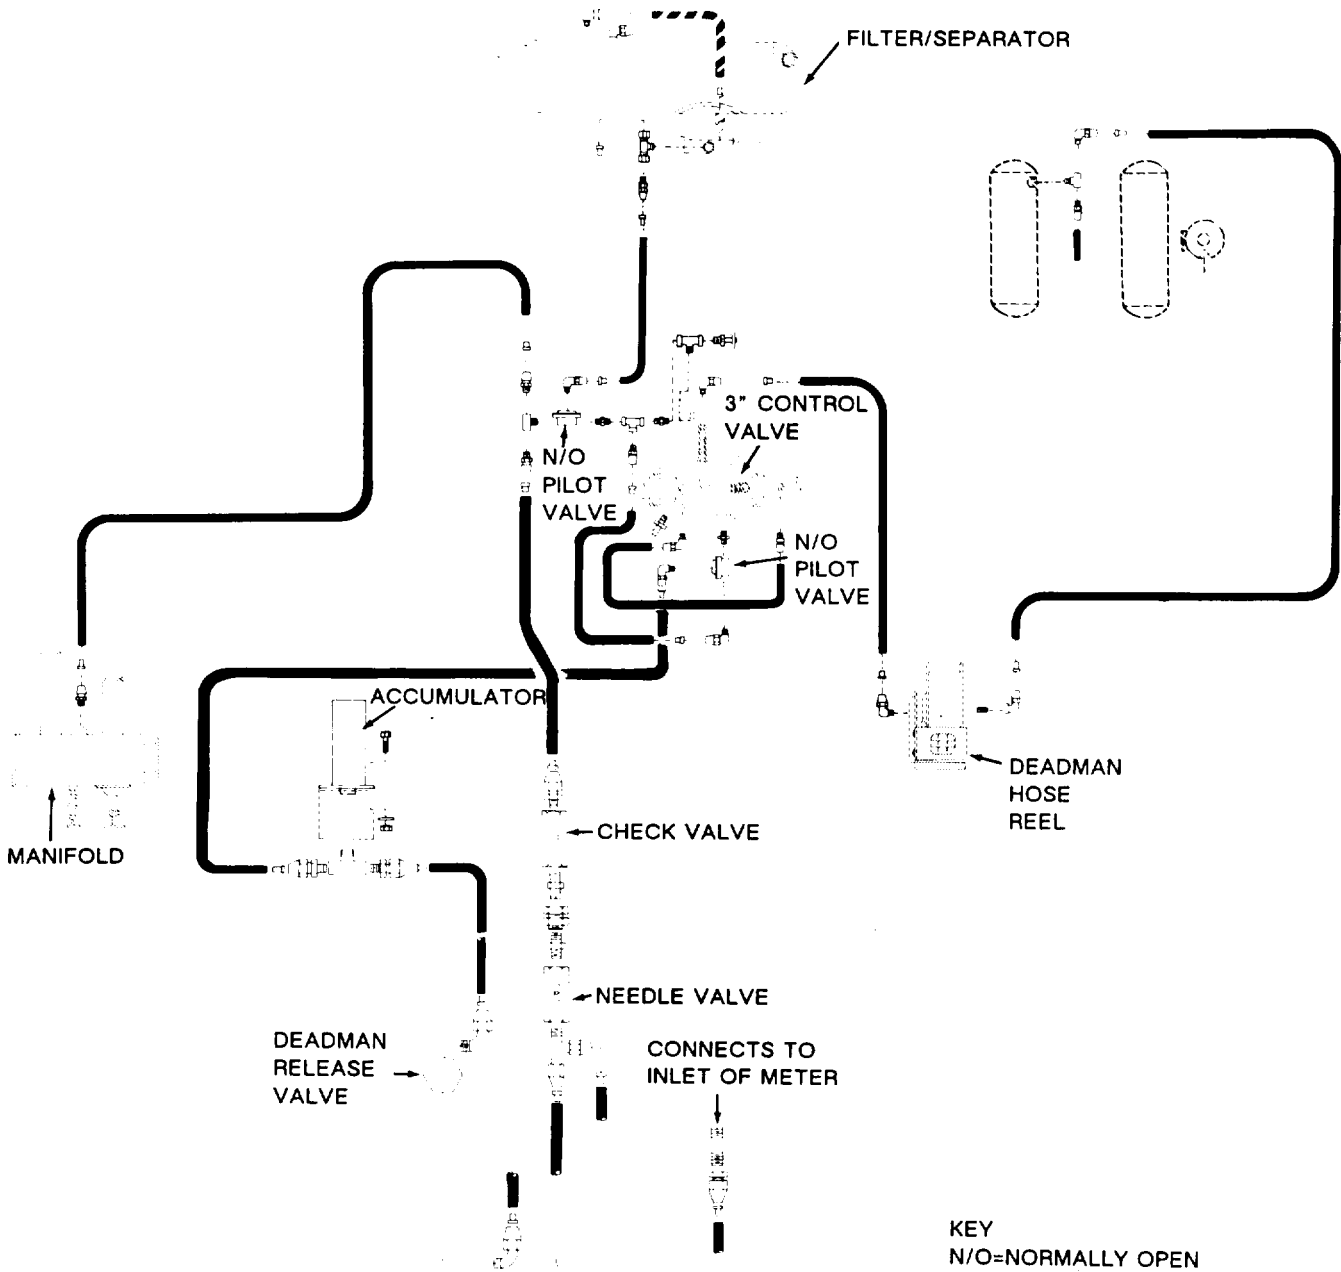 FILTER/SEPARATOR
3" CONTROL
VALVE
N/O
PILOT
VALVE
N/O
PILOT
VALVE
ACCUMULATOR
DEADMAN
HOSE
REEL
CHECK VALVE
MANIFOLD
NEEDLE VALVE
DEADMAN
RELEASE
VALVE
CONNECTS TO
INLET OF METER
KEY
N/O=NORMALLY OPEN